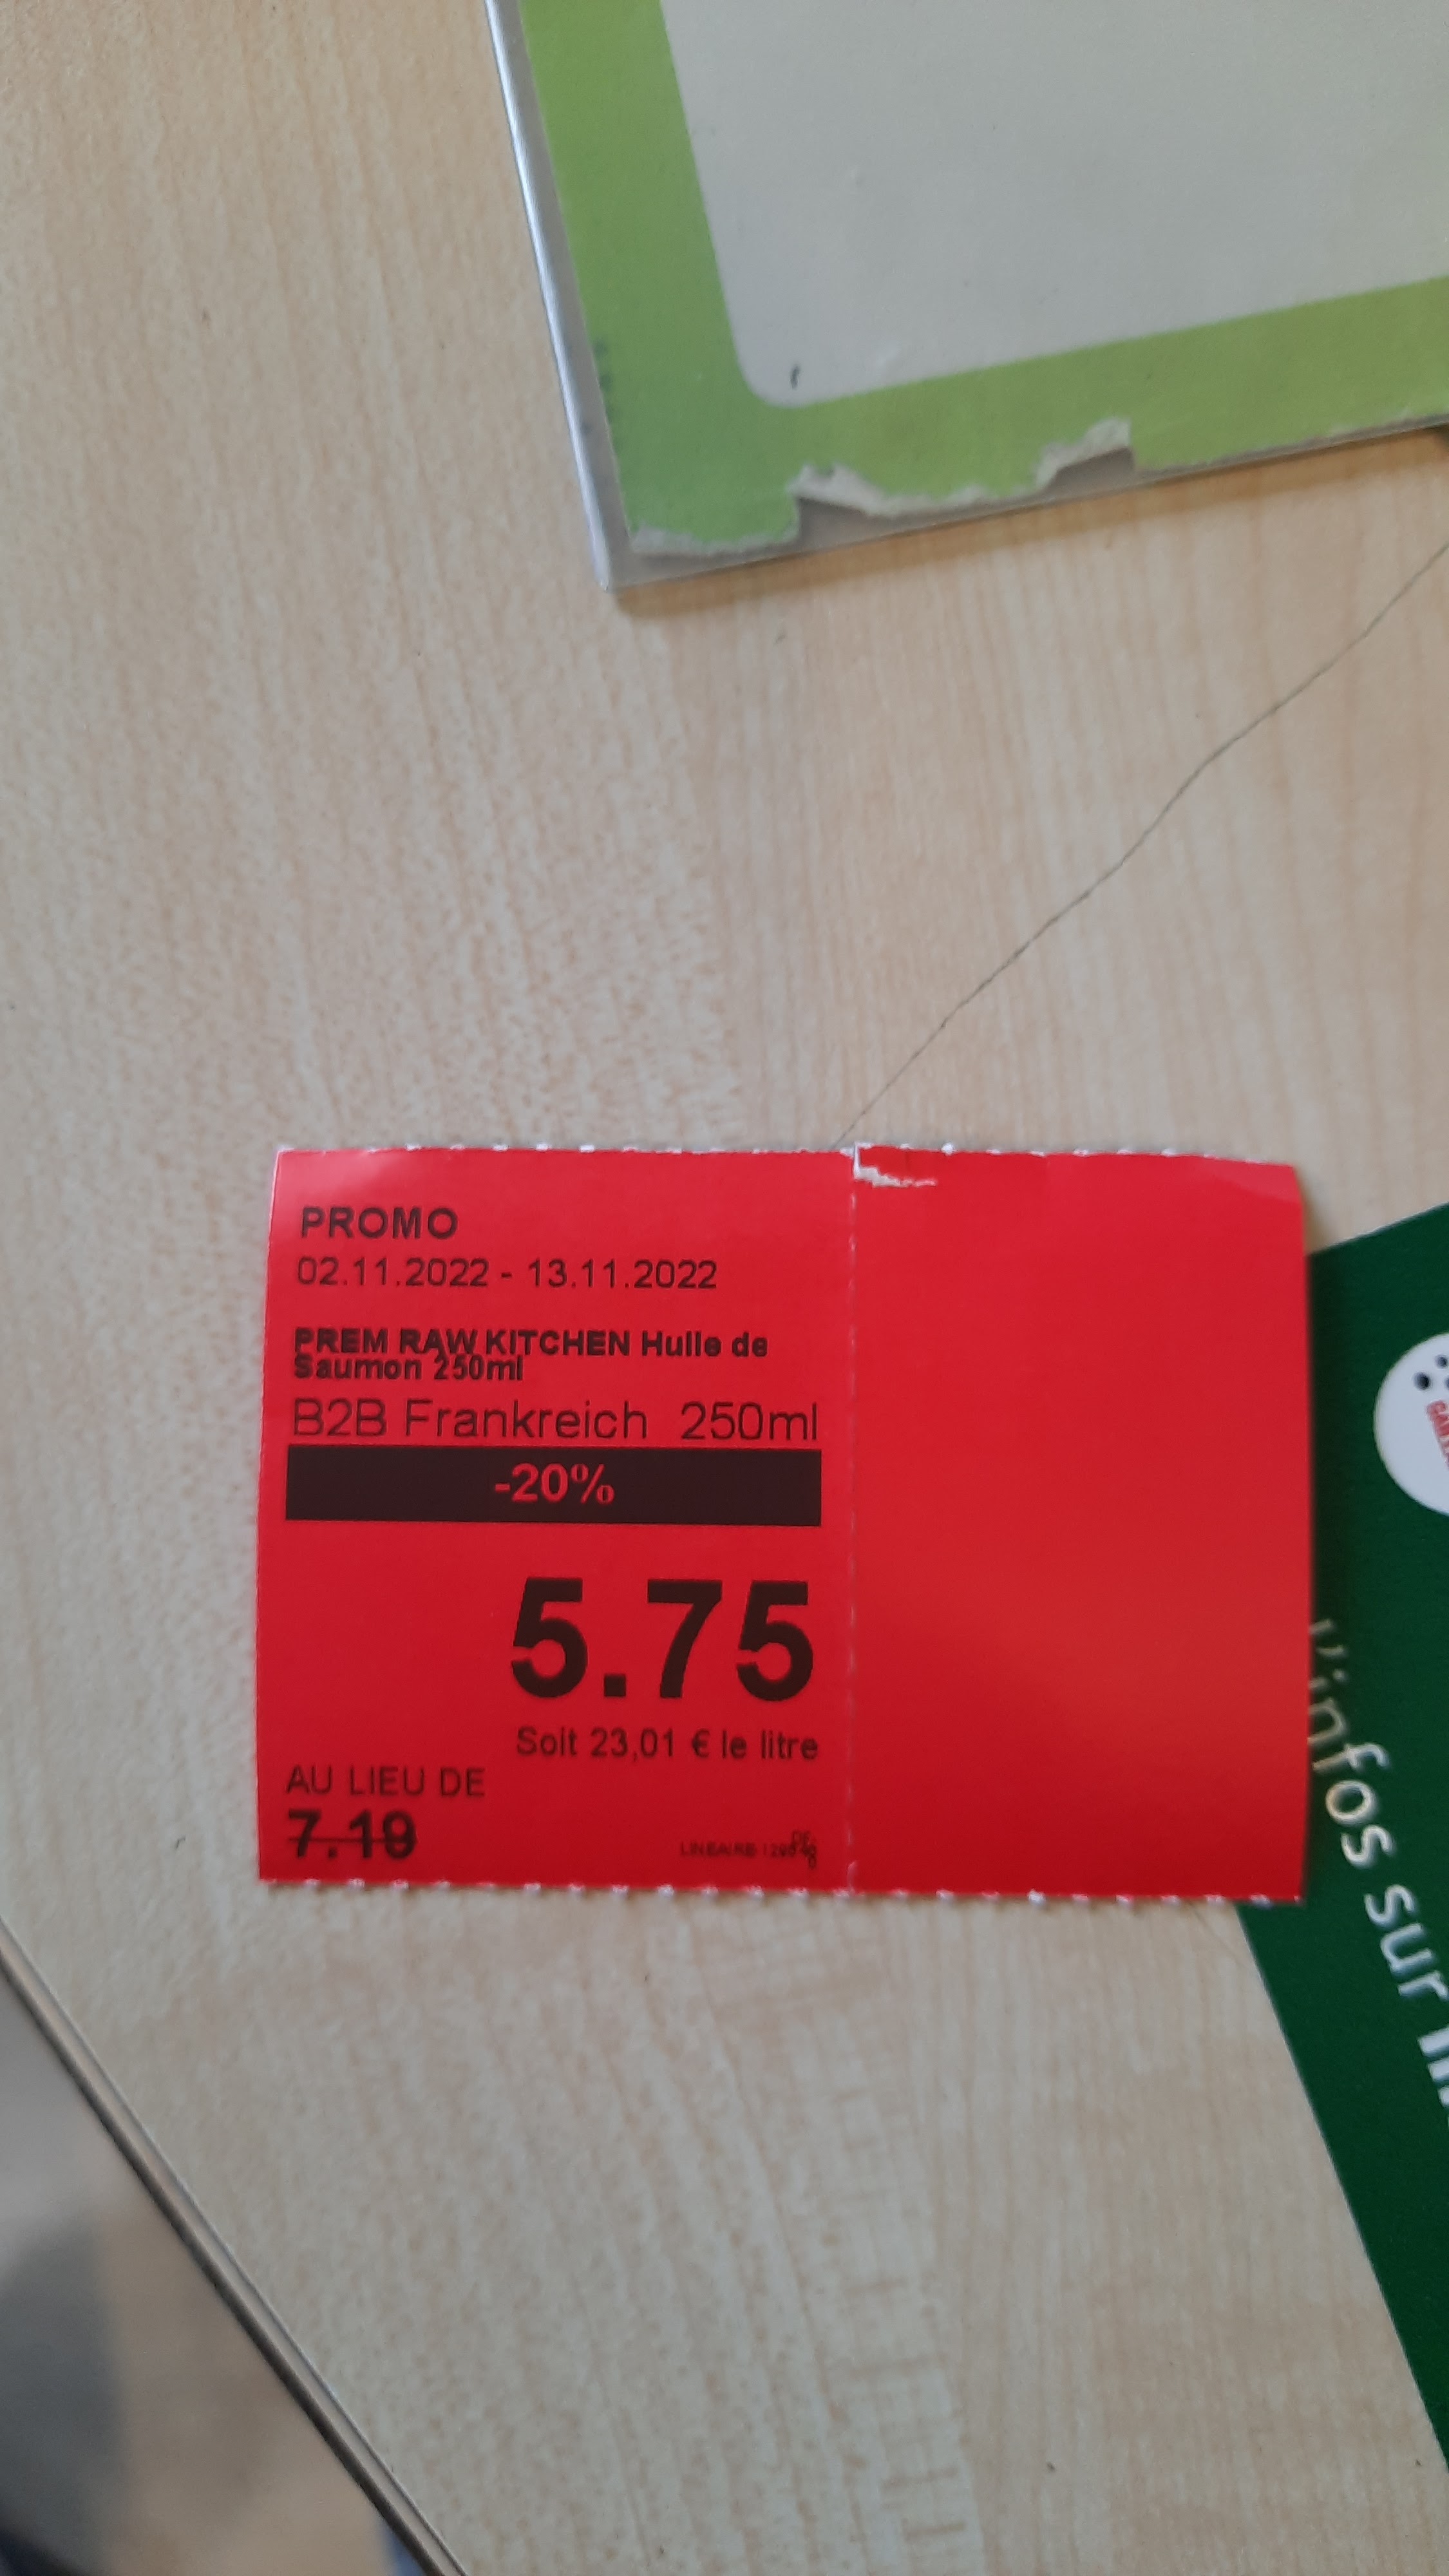 PROMO
02.11.2022 - 13.11.2022
PREM RAW KITCHEN Huile de
Saumon 250ml
B2B Frankreich 250ml
-20%
5.75
Soit 23,01 € le litre
AU LIEU DE
7.19
LINEAIRE
l'infos sur